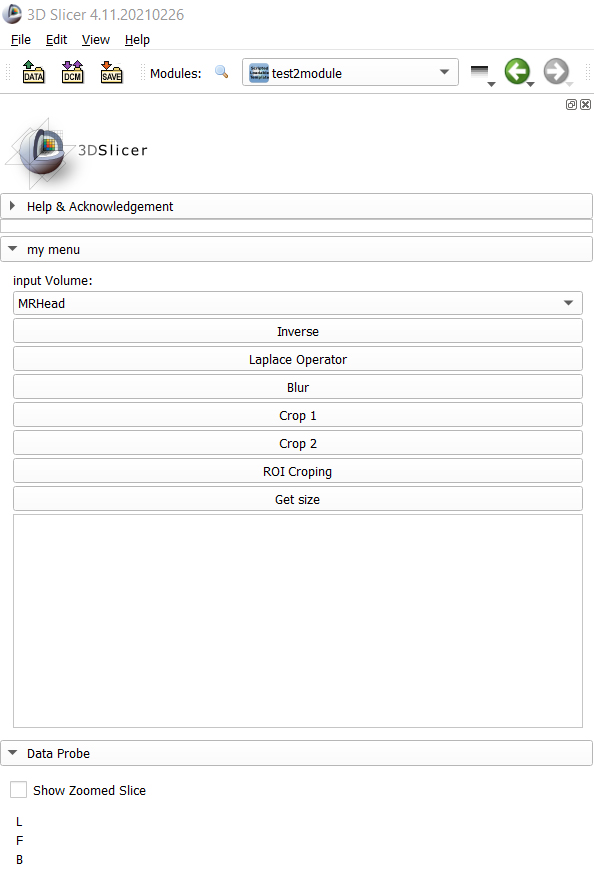 3D Slicer 4.11.20210226
File Edit View Help
DATA DCM SAVE Modules: test2module
3DSlicer
Help & Acknowledgement
my menu
input Volume:
MRHead
Inverse
Laplace Operator
Blur
Crop 1
Crop 2
ROI Croping
Get size
Data Probe
Show Zoomed Slice
L
F
B